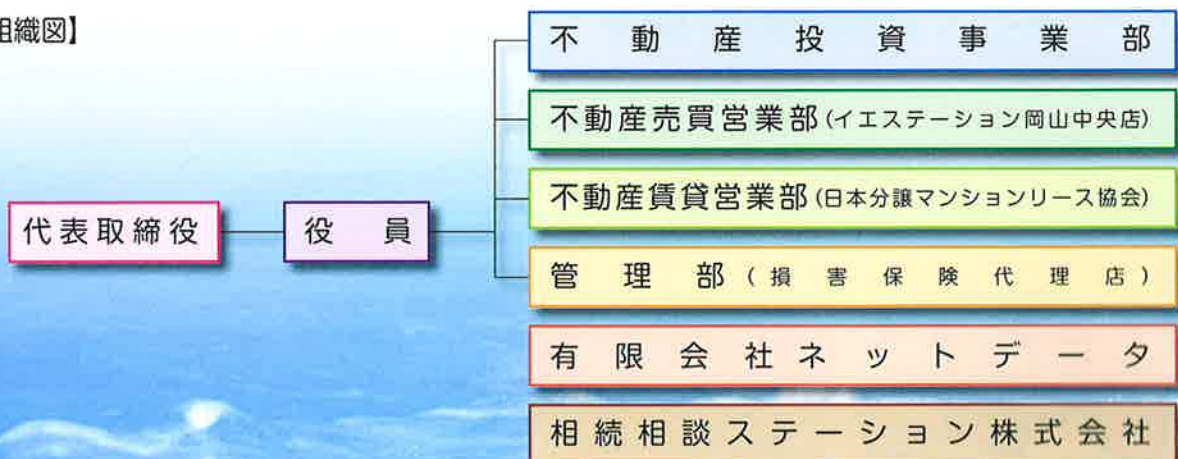 組織図】
不動産投資事業部
不動産売買営業部(イエステーション岡山中央店)
不動産賃貸営業部(日本分譲マンションリース協会)
代表取締役
役員
管理部(損害保険代理店)
有限会社ネットデータ
相続相談ステーション株式会社